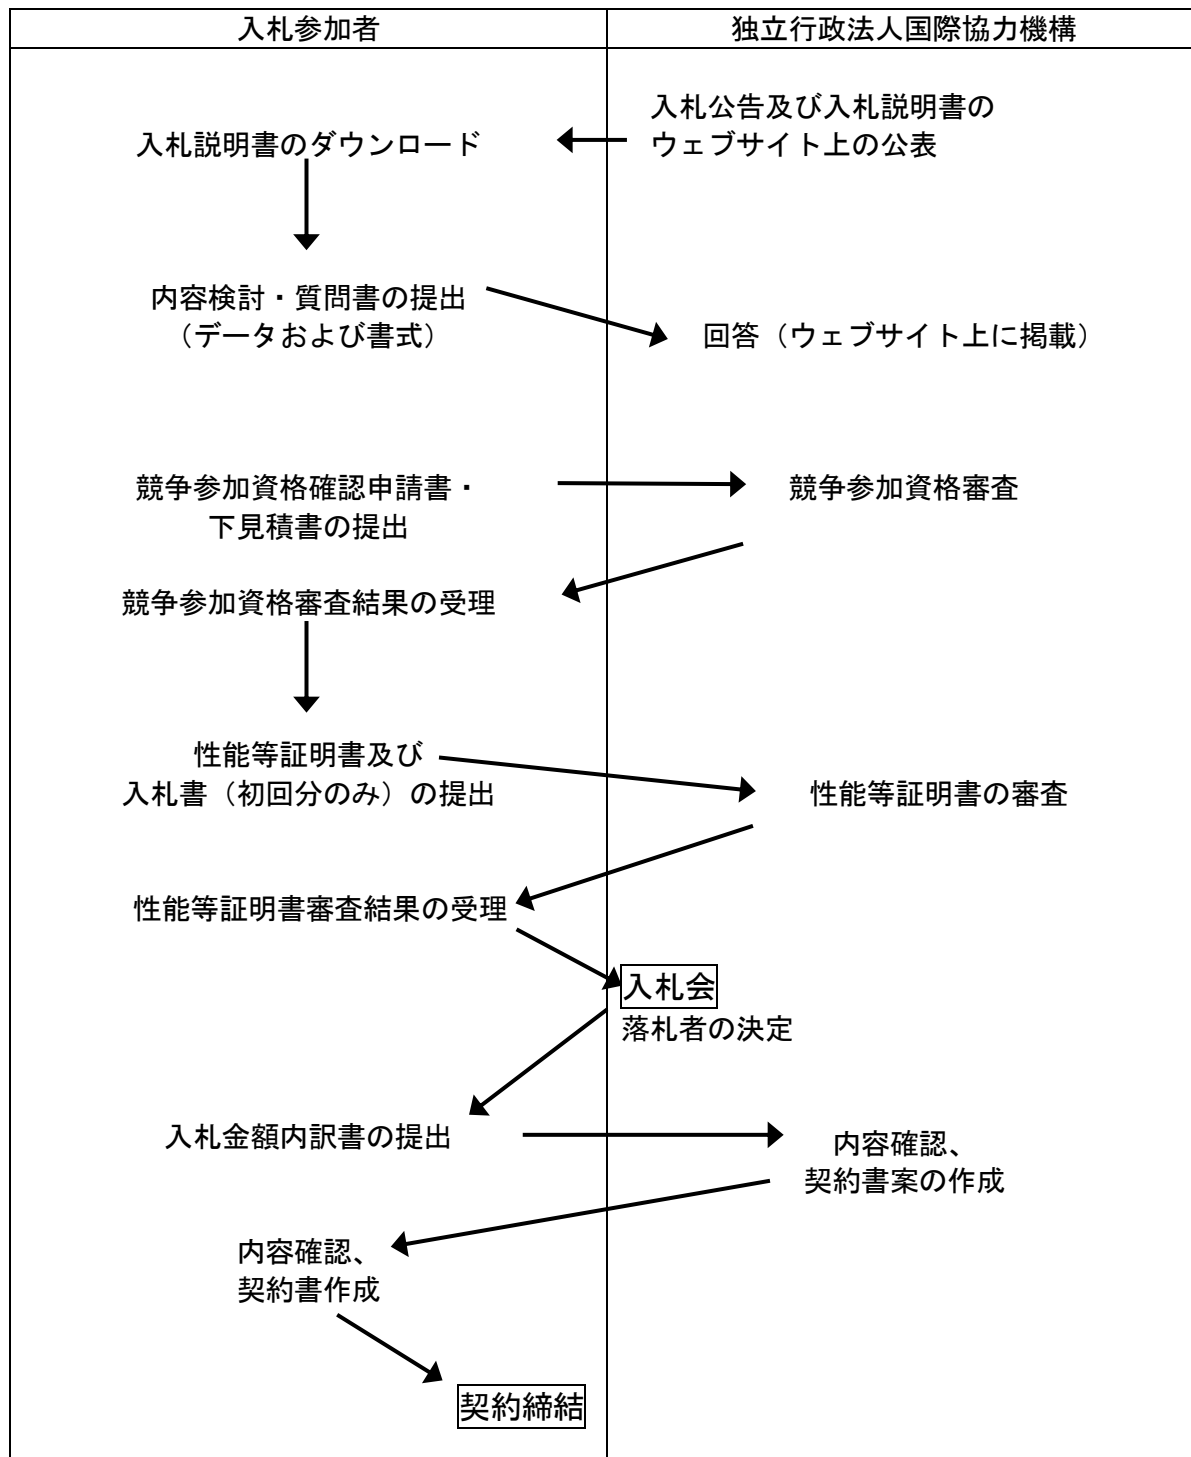 入札参加者
独立行政法人国際協力機構
入札公告及び入札説明書の
ウェブサイト上の公表
入札説明書のダウンロード
内容検討・質問書の提出
（データおよび書式）
回答（ウェブサイト上に掲載）
競争参加資格確認申請書・
下見積書の提出
競争参加資格審査
競争参加資格審査結果の受理
性能等証明書及び
入札書（初回分のみ）の提出
性能等証明書の審査
性能等証明書審査結果の受理
入札会
落札者の決定
入札金額内訳書の提出
内容確認、
契約書案の作成
内容確認、
契約書作成
契約締結